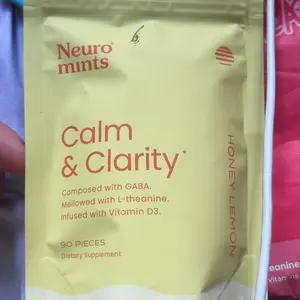 Neuro
mints
Calm
& Clarity*
Composed with GABA.
Mellowed with L-theanine.
Infused with Vitamin D3.
90 PIECES
Dietary Supplement
HONEY LEMON
eanine